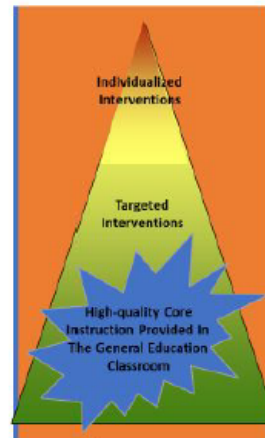 Individualized
Interventions
Targeted
Interventions
High-quality Core
Instruction Provided In
The General Education
Classroom